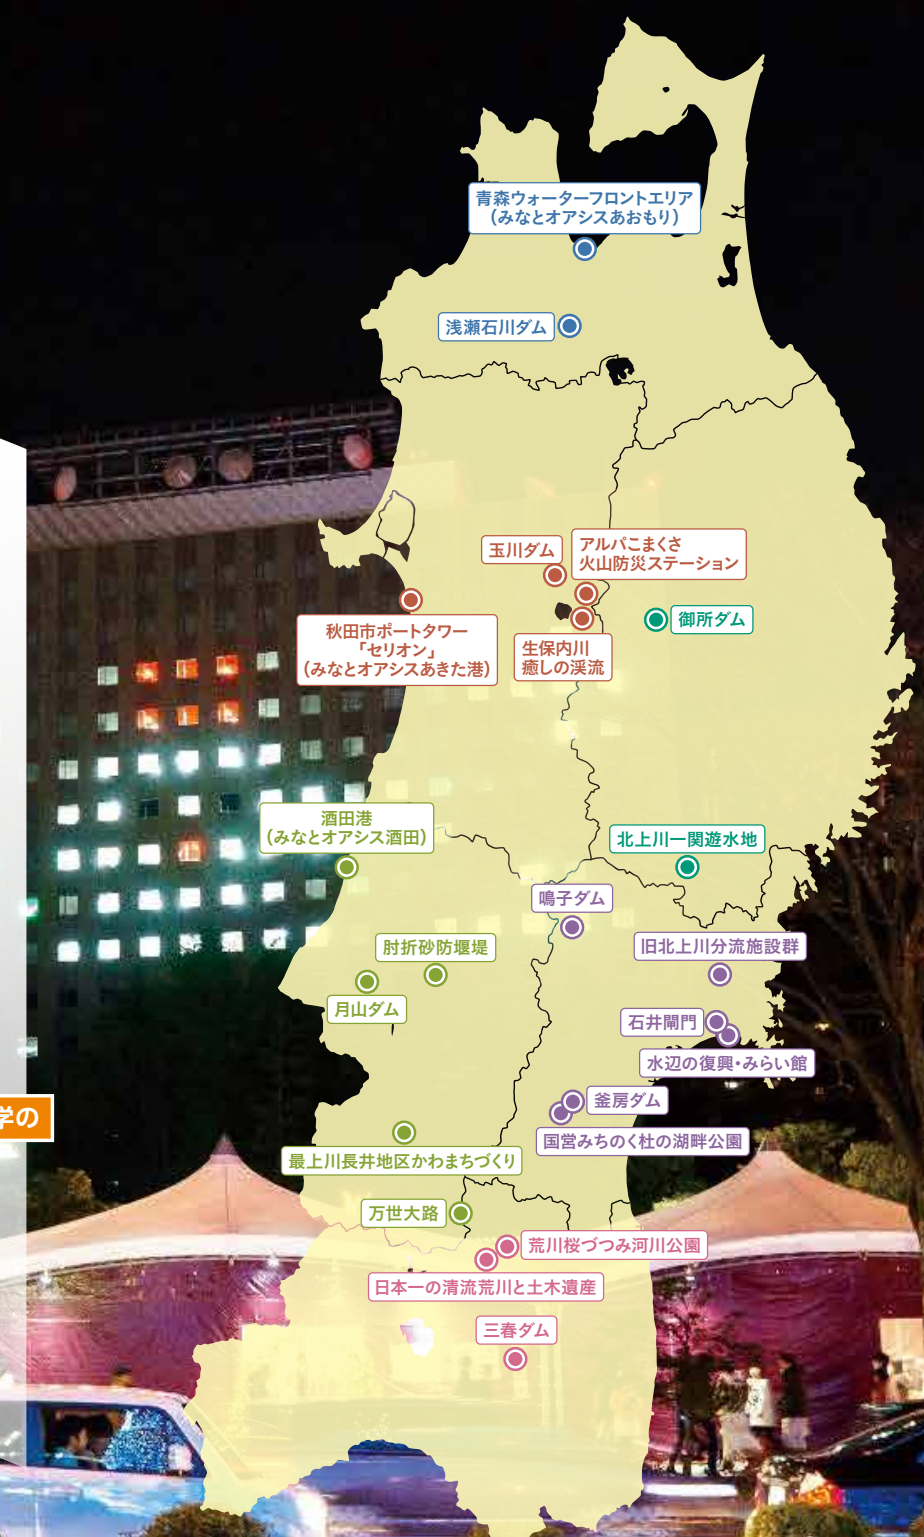 青森ウォーターフロントエリア
(みなとオアシスあおもり)
浅瀬石川ダム
玉川ダム
アルパこまくさ
火山防災ステーション
秋田市ポートタワー
「セリオン」
(みなとオアシスあきた港)
生保内川
癒しの渓流
御所ダム
酒田港
(みなとオアシス酒田)
北上川一関遊水地
鳴子ダム
肘折砂防堰堤
旧北上川分流施設群
月山ダム
石井閘門
水辺の復興・みらい館
釜房ダム
学の
国営みちのく杜の湖畔公園
最上川長井地区かわまちづくり
万世大路
荒川桜づつみ河川公園
日本一の清流荒川と土木遺産
三春ダム